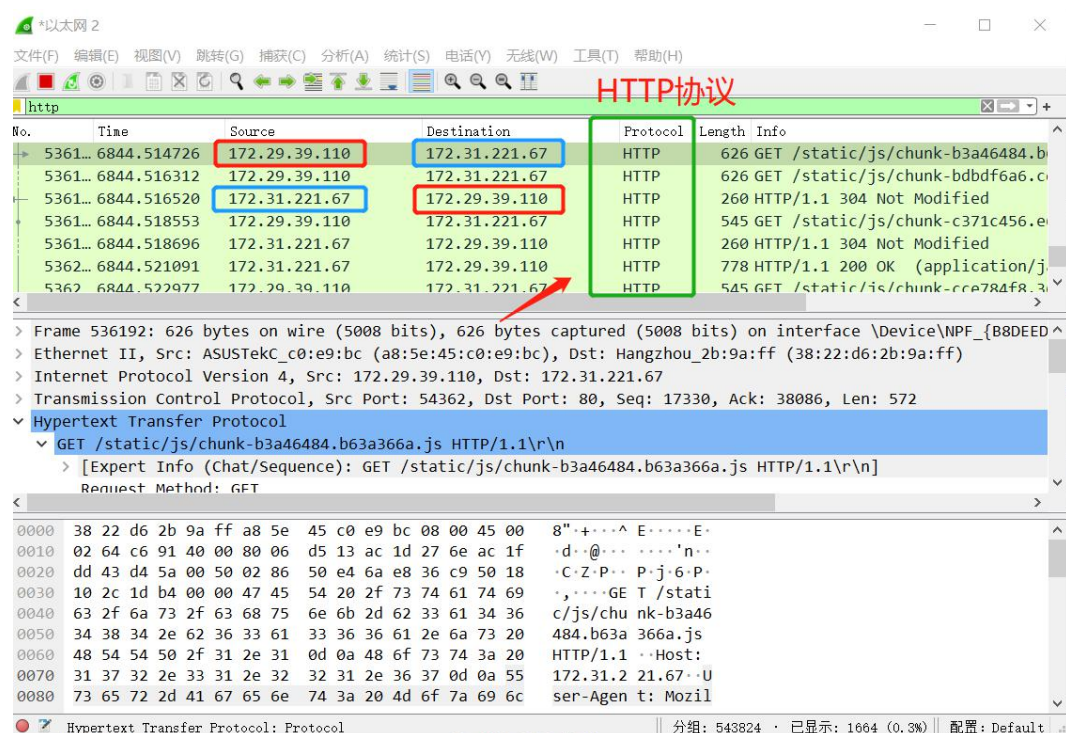 *以太网 2
文件(F) 编辑(E) 视图(V) 跳转(G) 捕获(C) 分析(A) 统计(S) 电话(Y) 无线(W) 工具(T) 帮助(H)
HTTP协议
http
No. Time Source Destination Protocol Length Info
5361… 6844.514726 172.29.39.110 172.31.221.67 HTTP 626 GET /static/js/chunk-b3a46484.b
5361… 6844.516312 172.29.39.110 172.31.221.67 HTTP 626 GET /static/js/chunk-bdbdf6a6.c
5361… 6844.516520 172.31.221.67 172.29.39.110 HTTP 260 HTTP/1.1 304 Not Modified
5361… 6844.518553 172.29.39.110 172.31.221.67 HTTP 545 GET /static/js/chunk-c371c456.e
5361… 6844.518696 172.31.221.67 172.29.39.110 HTTP 260 HTTP/1.1 304 Not Modified
5362… 6844.521091 172.31.221.67 172.29.39.110 HTTP 778 HTTP/1.1 200 OK (application/j
5362 6844.522977 172.29.39.110 172.31.221.67 HTTP 545 GET /static/js/chunk-cce784f8.3
Frame 536192: 626 bytes on wire (5008 bits), 626 bytes captured (5008 bits) on interface \Device\NPF_{B8DEED
Ethernet II, Src: ASUSTekC_c0:e9:bc (a8:5e:45:c0:e9:bc), Dst: Hangzhou_2b:9a:ff (38:22:d6:2b:9a:ff)
Internet Protocol Version 4, Src: 172.29.39.110, Dst: 172.31.221.67
Transmission Control Protocol, Src Port: 54362, Dst Port: 80, Seq: 17330, Ack: 38086, Len: 572
Hypertext Transfer Protocol
GET /static/js/chunk-b3a46484.b63a366a.js HTTP/1.1\r\n
[Expert Info (Chat/Sequence): GET /static/js/chunk-b3a46484.b63a366a.js HTTP/1.1\r\n]
Request Method: GET
0000 38 22 d6 2b 9a ff a8 5e 45 c0 e9 bc 08 00 45 00 8"·+···^ E·····E·
0010 02 64 c6 91 40 00 80 06 d5 13 ac 1d 27 6e ac 1f ·d··@··· ····'n··
0020 dd 43 d4 5a 00 50 02 86 50 e4 6a e8 36 c9 50 18 ·C·Z·P·· P·j·6·P·
0030 10 2c 1d b4 00 00 47 45 54 20 2f 73 74 61 74 69 ·,····GE T /stati
0040 63 2f 6a 73 2f 63 68 75 6e 6b 2d 62 33 61 34 36 c/js/chu nk-b3a46
0050 34 38 34 2e 62 36 33 61 33 36 36 61 2e 6a 73 20 484.b63a 366a.js
0060 48 54 54 50 2f 31 2e 31 0d 0a 48 6f 73 74 3a 20 HTTP/1.1 ··Host:
0070 31 37 32 2e 33 31 2e 32 32 31 2e 36 37 0d 0a 55 172.31.2 21.67··U
0080 73 65 72 2d 41 67 65 6e 74 3a 20 4d 6f 7a 69 6c ser-Agen t: Mozil
Hypertext Transfer Protocol: Protocol 分组: 543824 · 已显示: 1664 (0.3%) 配置: Default